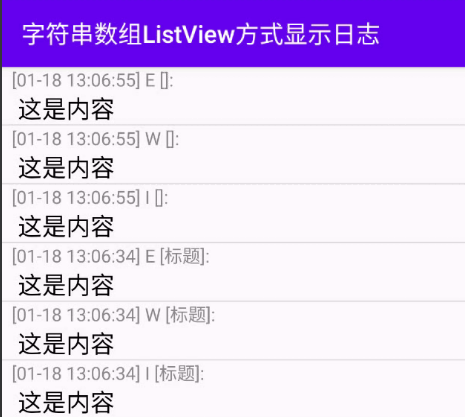 字符串数组ListView方式显示日志
[01-18 13:06:55] E []:
这是内容
[01-18 13:06:55] W []:
这是内容
[01-18 13:06:55] I []:
这是内容
[01-18 13:06:34] E [标题]:
这是内容
[01-18 13:06:34] W [标题]:
这是内容
[01-18 13:06:34] I [标题]:
这是内容